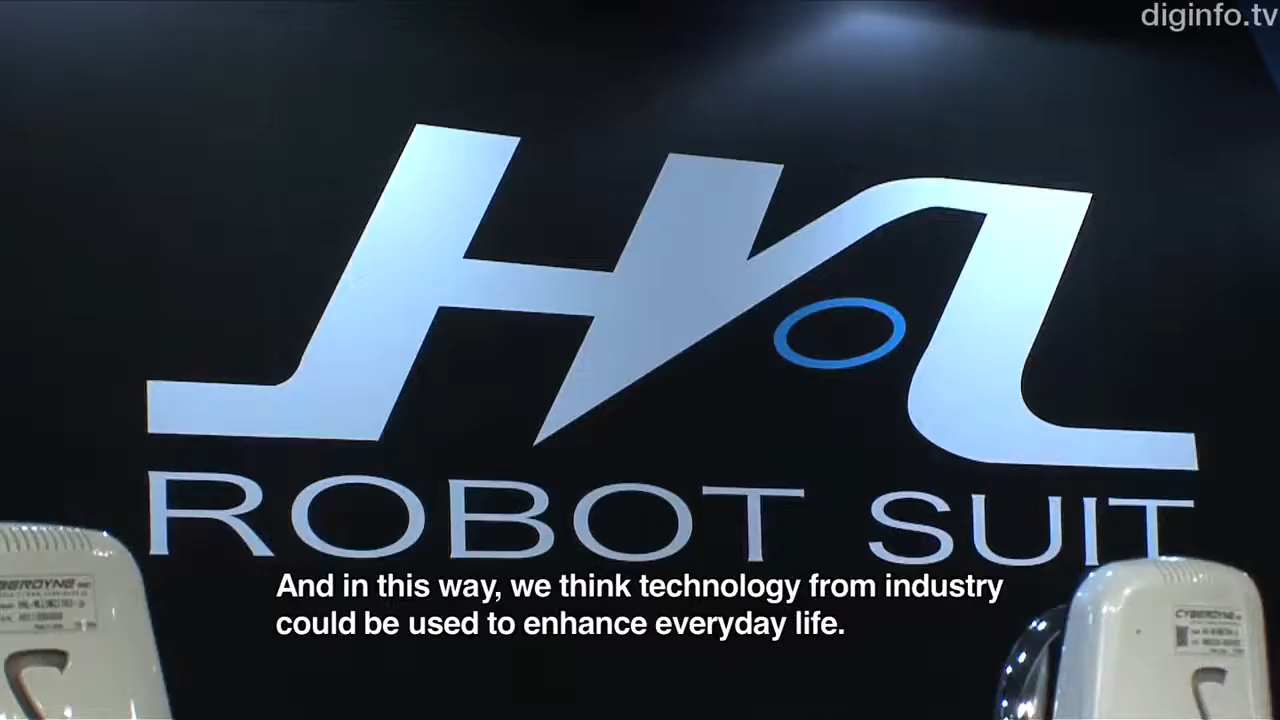 diginfo.tv
HAL
ROBOT SUIT
And in this way, we think technology from industry
could be used to enhance everyday life.
CYBERDYNE